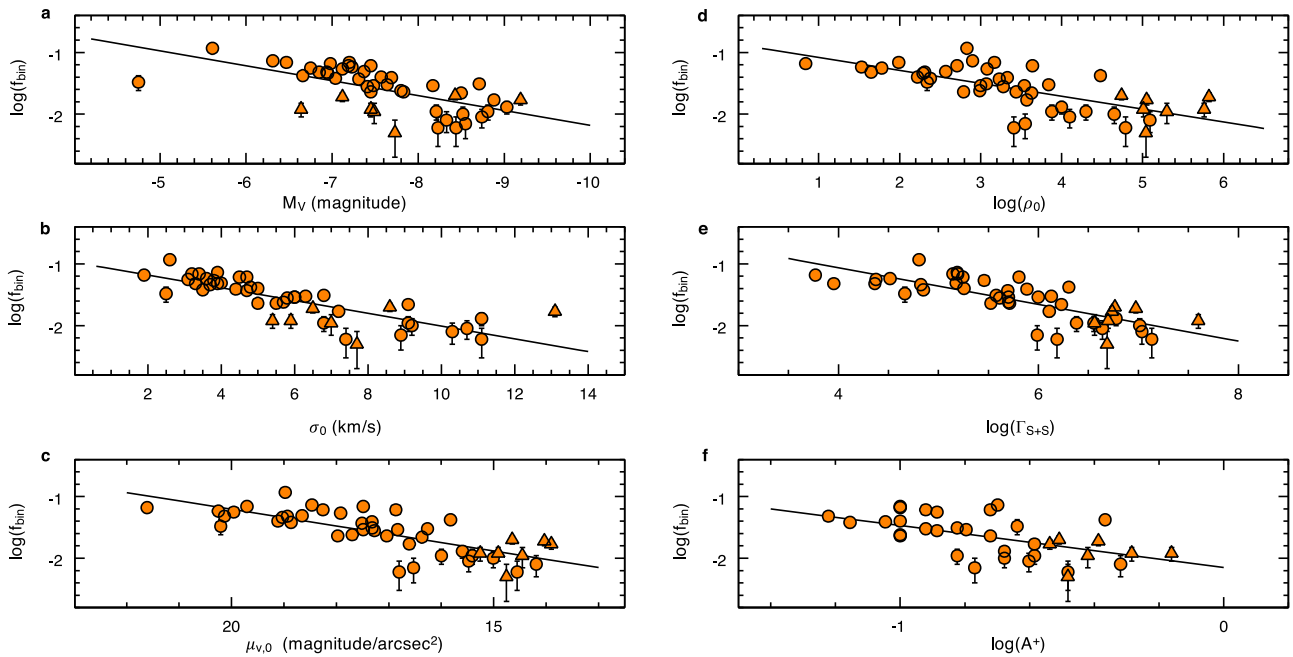 a
log(f_bin)
-1
-2
-5 -6 -7 -8 -9 -10
M_V (magnitude)
b
log(f_bin)
-1
-2
2 4 6 8 10 12 14
σ_0 (km/s)
c
log(f_bin)
-1
-2
20 15
μ_v,0 (magnitude/arcsec²)
d
log(f_bin)
-1
-2
1 2 3 4 5 6
log(ρ_0)
e
log(f_bin)
-1
-2
4 6 8
log(Γ_S+S)
f
log(f_bin)
-1
-2
-1 0
log(A⁺)